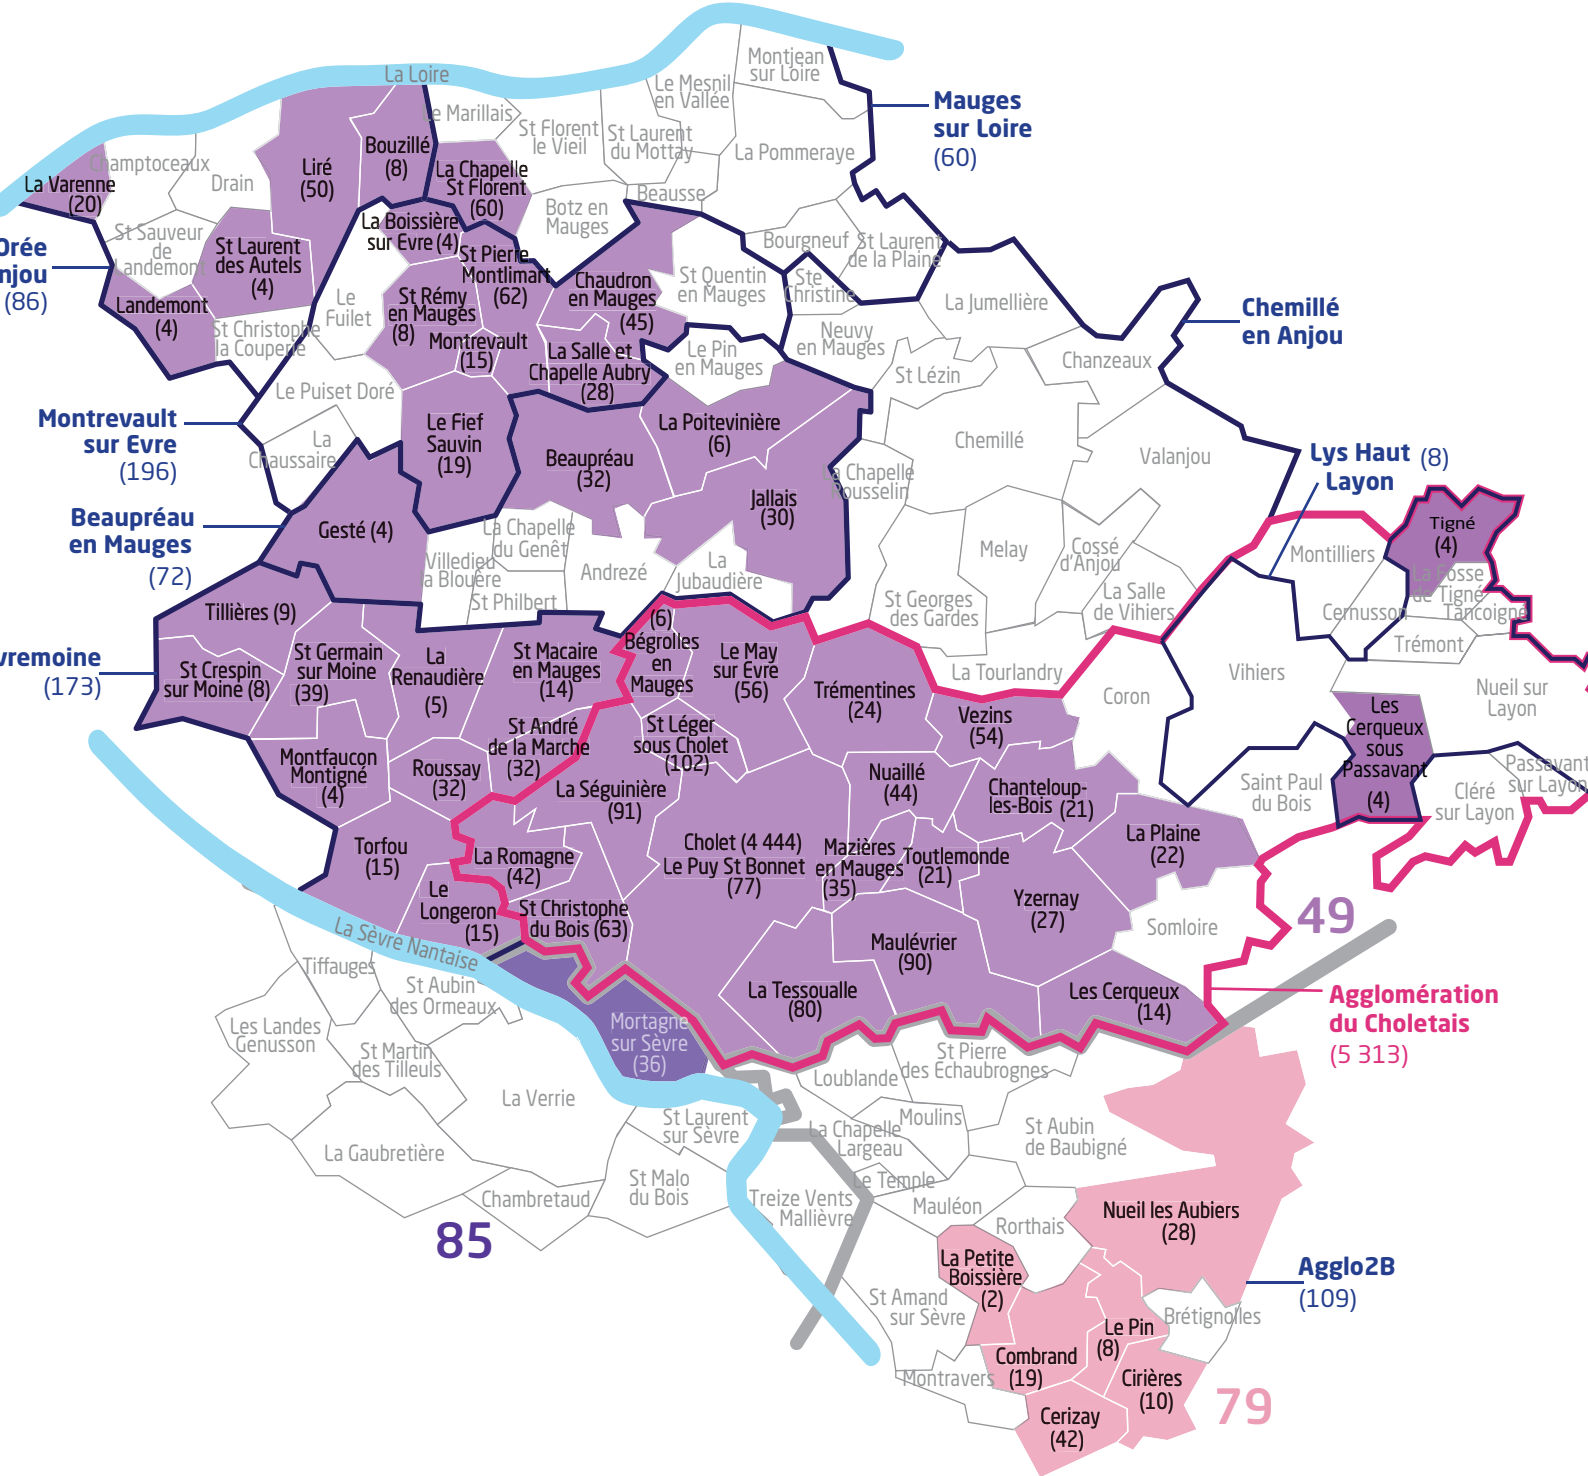 La Loire
Montjean
sur Loire
Le Mesnil
en Vallée
Mauges
sur Loire
(60)
Le Marillais
St Florent
le Vieil
St Laurent
du Mottay
La Pommeraye
Bouzillé
(8)
Champtoceaux
Drain
Liré
(50)
La Chapelle
St Florent
(60)
Beausse
La Varenne
(20)
Botz en
Mauges
St Sauveur
de
Landemont
St Laurent
des Autels
(4)
La Boissière
sur Evre (4)
St Pierre
Montlimart
(62)
Bourgneuf
St Laurent
de la Plaine
Orée
njou
(86)
Landemont
(4)
Chaudron
en Mauges
(45)
St Quentin
en Mauges
Ste
Christine
La Jumellière
Chemillé
en Anjou
Le
Fuilet
St Rémy
en Mauges
(8)
St Christophe
la Couperie
Montrevault
(15)
La Salle et
Chapelle Aubry
(28)
Le Pin
en Mauges
Neuvy
en Mauges
Chanzeaux
St Lézin
Le Puiset Doré
Montrevault
sur Evre
(196)
La
Chaussaire
Le Fief
Sauvin
(19)
La Poitevinière
(6)
Chemillé
Valanjou
Beaupréau
(32)
Lys Haut (8)
Layon
La Chapelle
Rousselin
Jallais
(30)
Beaupréau
en Mauges
(72)
Gesté (4)
La Chapelle
du Genêt
Villedieu
la Blouère
St Philbert
Andrezé
La
Jubaudière
Melay
Cossé
d'Anjou
Montilliers
Tigné
(4)
La Fosse
de Tigné
Tancoigné
Cernusson
Trémont
La Salle
de Vihiers
St Georges
des Gardes
Tillières (9)
(6)
Bégrolles
en
Mauges
vremoine
(173)
St Crespin
sur Moine (8)
St Germain
sur Moine
(39)
La
Renaudière
(5)
St Macaire
en Mauges
(14)
Le May
sur Evre
(56)
Trémentines
(24)
La Tourlandry
Coron
Vihiers
Nueil sur
Layon
Vezins
(54)
Les
Cerqueux
sous
Passavant
(4)
St André
de la Marche
(32)
St Léger
sous Cholet
(102)
Montfaucon
Montigné
(4)
Roussay
(32)
La Séguinière
(91)
Nuaillé
(44)
Chanteloup-
les-Bois (21)
Saint Paul
du Bois
Passavant
sur Layon
Cléré
sur Layon
Torfou
(15)
La Romagne
(42)
Cholet (4 444)
Le Puy St Bonnet
(77)
Mazières
en Mauges
(35)
Toutlemonde
(21)
La Plaine
(22)
Le
Longeron
(15)
St Christophe
du Bois (63)
Yzernay
(27)
Somloire
49
Maulévrier
(90)
La Sèvre Nantaise
La Tessoualle
(80)
Les Cerqueux
(14)
Agglomération
du Choletais
(5 313)
Tiffauges
St Aubin
des Ormeaux
Les Landes
Genusson
St Martin
des Tilleuls
Mortagne
sur Sèvre
(36)
La Verrie
St Pierre
des Echaubrognes
Loublande
Moulins
St Laurent
sur Sèvre
La Chapelle
Largeau
St Aubin
de Baubigné
La Gaubretière
Chambretaud
St Malo
du Bois
Treize Vents
Mallièvre
Le Temple
Mauléon
Rorthais
Nueil les Aubiers
(28)
85
La Petite
Boissière
(2)
Agglo2B
(109)
St Amand
sur Sèvre
Brétignolles
Le Pin
(8)
Combrand
(19)
Montravers
Cirières
(10)
79
Cerizay
(42)